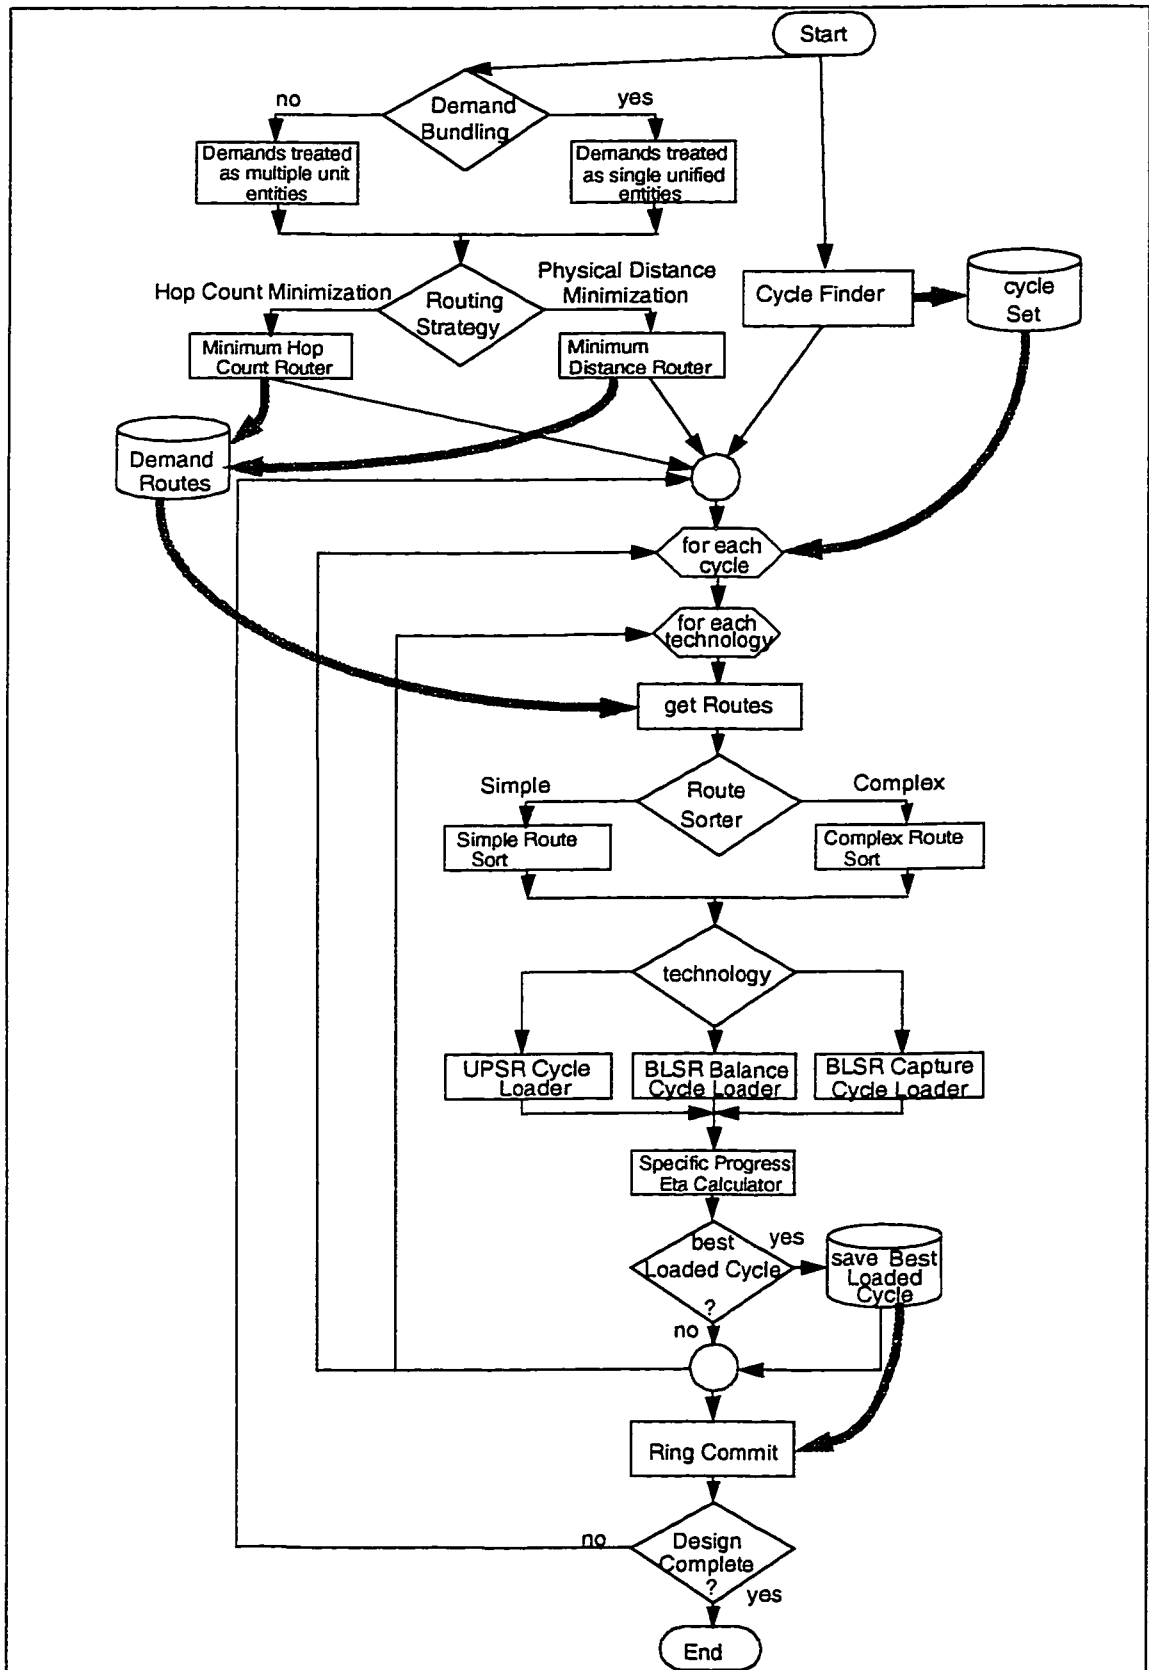 Start
no
yes
Demand
Bundling
Demands treated
as multiple unit
entities
Demands treated
as single unified
entities
Hop Count Minimization
Routing
Strategy
Physical Distance
Minimization
Cycle Finder
cycle
Set
Minimum Hop
Count Router
Minimum
Distance Router
Demand
Routes
for each
cycle
for each
technology
get Routes
Simple
Route
Sorter
Complex
Simple Route
Sort
Complex Route
Sort
technology
UPSR Cycle
Loader
BLSR Balance
Cycle Loader
BLSR Capture
Cycle Loader
Specific Progress
Eta Calculator
best
Loaded Cycle
?
yes
save Best
Loaded
Cycle
no
Ring Commit
no
Design
Complete
?
yes
End